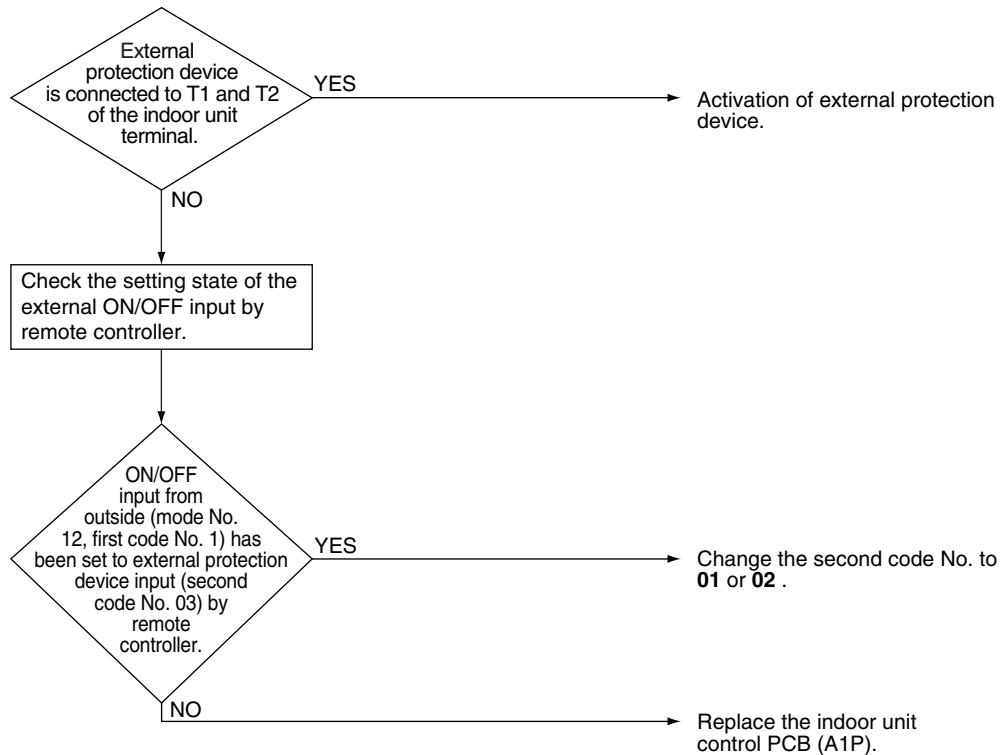 External
protection device
is connected to T1 and T2
of the indoor unit
terminal.
YES
Activation of external protection
device.
NO
Check the setting state of the
external ON/OFF input by
remote controller.
ON/OFF
input from
outside (mode No.
12, first code No. 1) has
been set to external protection
device input (second
code No. 03) by
remote
controller.
YES
Change the second code No. to
01 or 02 .
NO
Replace the indoor unit
control PCB (A1P).